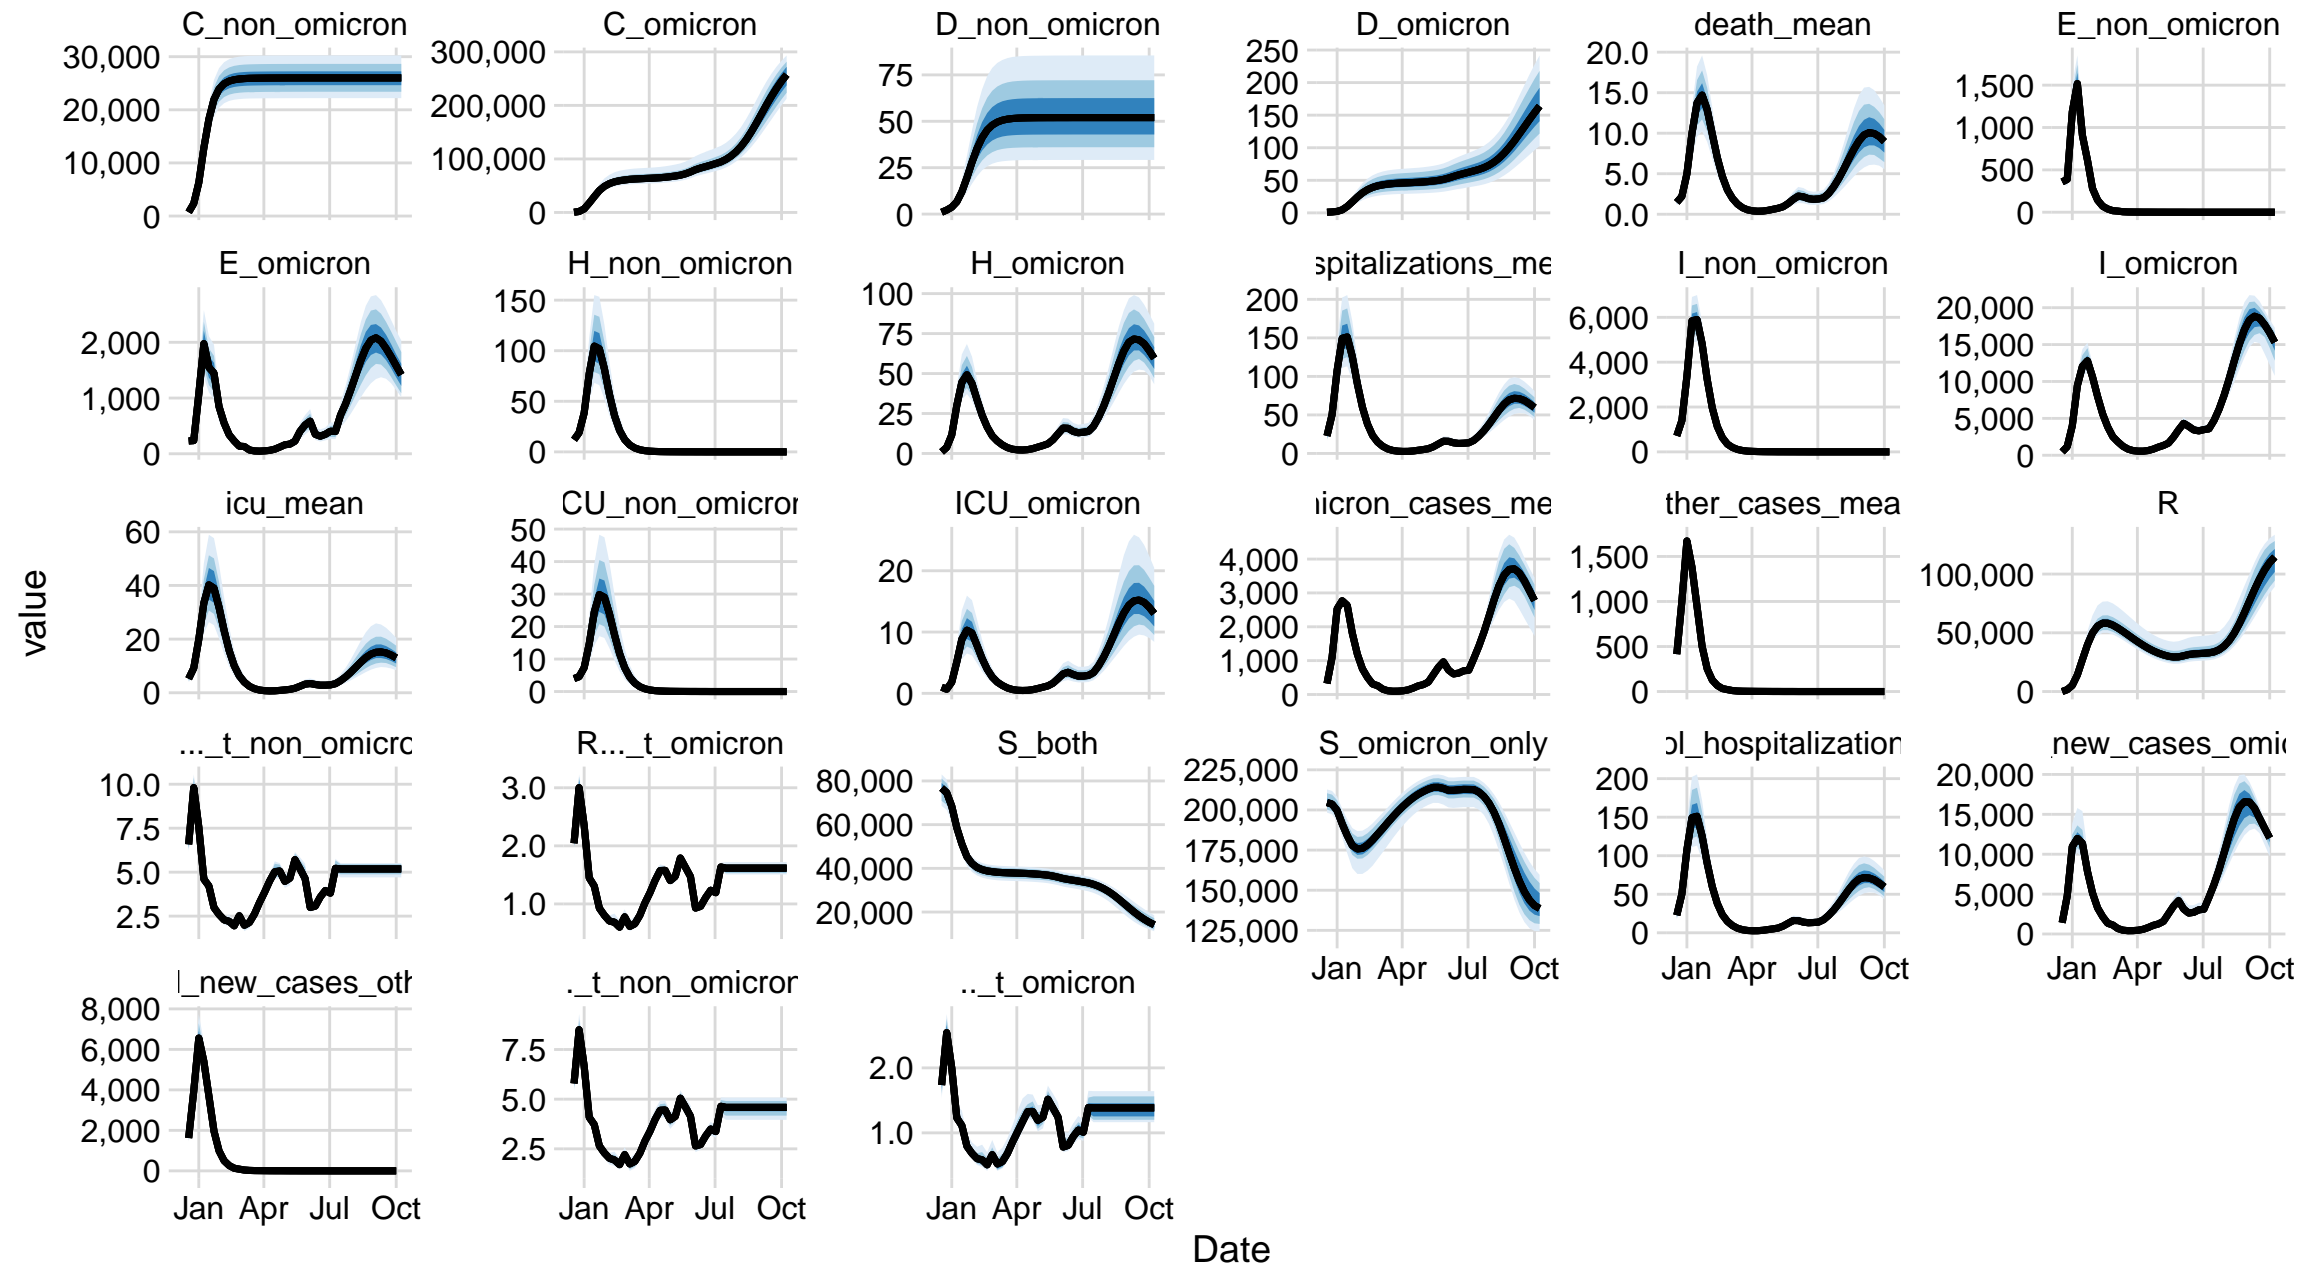 C_non_omicron C_omicron D_non_omicron D_omicron death_mean E_non_omicron
30,000 20,000 10,000 0
300,000 200,000 100,000 0
75 50 25 0
250 200 150 100 50 0
20.0 15.0 10.0 5.0 0.0
1,500 1,000 500 0
E_omicron H_non_omicron H_omicron spitalizations_me I_non_omicron I_omicron
2,000 1,000 0
150 100 50 0
100 75 50 25 0
200 150 100 50 0
6,000 4,000 2,000 0
20,000 15,000 10,000 5,000 0
icu_mean CU_non_omicron ICU_omicron icron_cases_me ther_cases_mea R
60 40 20 0
50 40 30 20 10 0
20 10 0
4,000 3,000 2,000 1,000 0
1,500 1,000 500 0
100,000 50,000 0
..._t_non_omicro R..._t_omicron S_both S_omicron_only ol_hospitalization new_cases_omic
10.0 7.5 5.0 2.5
3.0 2.0 1.0
80,000 60,000 40,000 20,000
225,000 200,000 175,000 150,000 125,000
200 150 100 50 0
20,000 15,000 10,000 5,000 0
Jan Apr Jul Oct
Jan Apr Jul Oct
Jan Apr Jul Oct
l_new_cases_oth ._t_non_omicron .._t_omicron
8,000 6,000 4,000 2,000 0
7.5 5.0 2.5
2.0 1.0
Jan Apr Jul Oct
Jan Apr Jul Oct
Jan Apr Jul Oct
value
Date